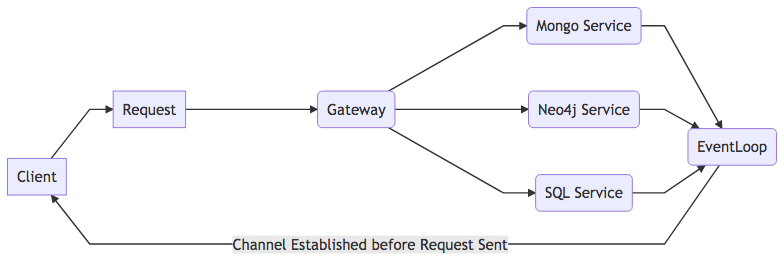 Mongo Service
Request
Gateway
Neo4j Service
EventLoop
Client
SQL Service
Channel Established before Request Sent